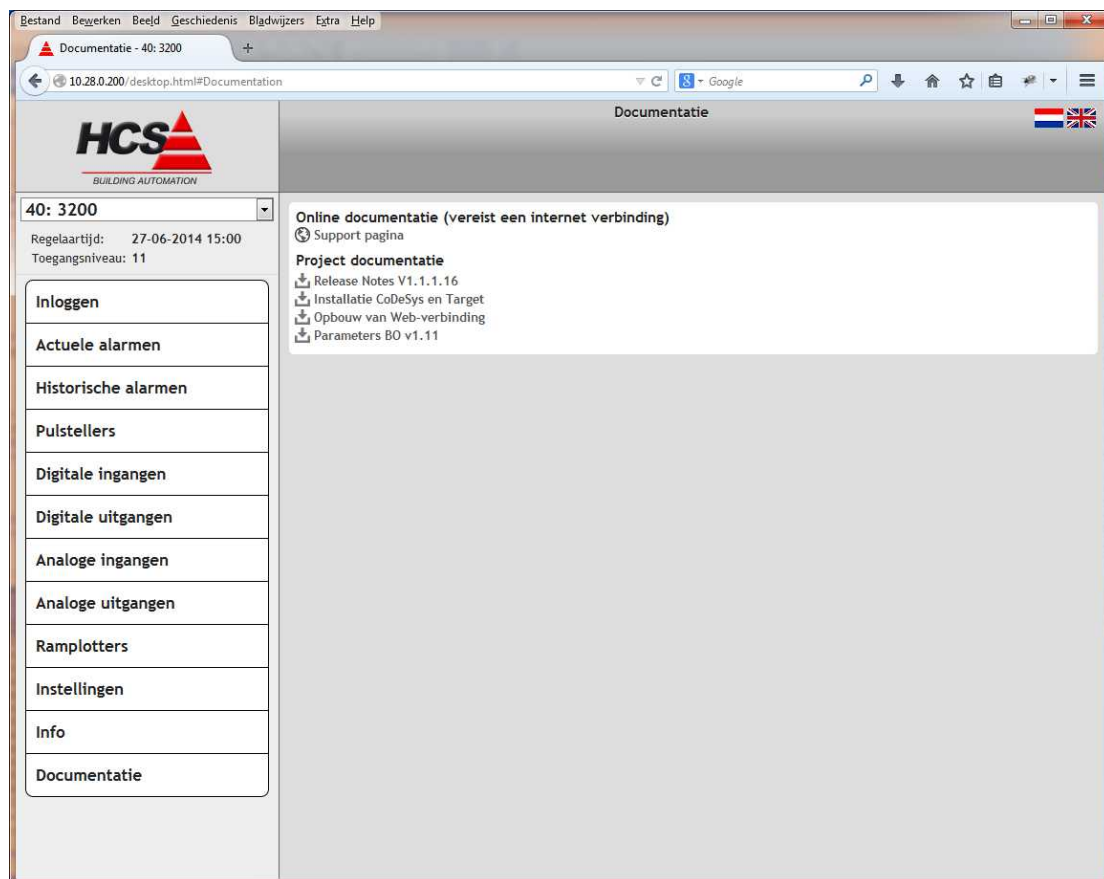 Bestand Bewerken Beeld Geschiedenis Bladwijzers Extra Help
Documentatie - 40: 3200
10.28.0.200/desktop.html#Documentation
Google
HCS
BUILDING AUTOMATION
Documentatie
40: 3200
Regelaartijd: 27-06-2014 15:00
Toegangsniveau: 11
Inloggen
Actuele alarmen
Historische alarmen
Pulstellers
Digitale ingangen
Digitale uitgangen
Analoge ingangen
Analoge uitgangen
Ramplotters
Instellingen
Info
Documentatie
Online documentatie (vereist een internet verbinding)
Support pagina
Project documentatie
Release Notes V1.1.1.16
Installatie CoDeSys en Target
Opbouw van Web-verbinding
Parameters BO v1.11